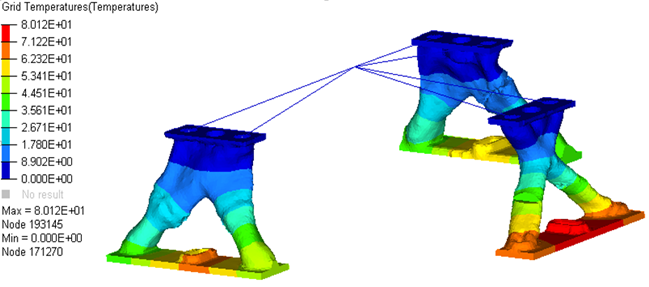 Grid Temperatures(Temperatures)
8.012E+01
7.122E+01
6.232E+01
5.341E+01
4.451E+01
3.561E+01
2.671E+01
1.780E+01
8.902E+00
0.000E+00
No result
Max = 8.012E+01
Node 193145
Min = 0.000E+00
Node 171270